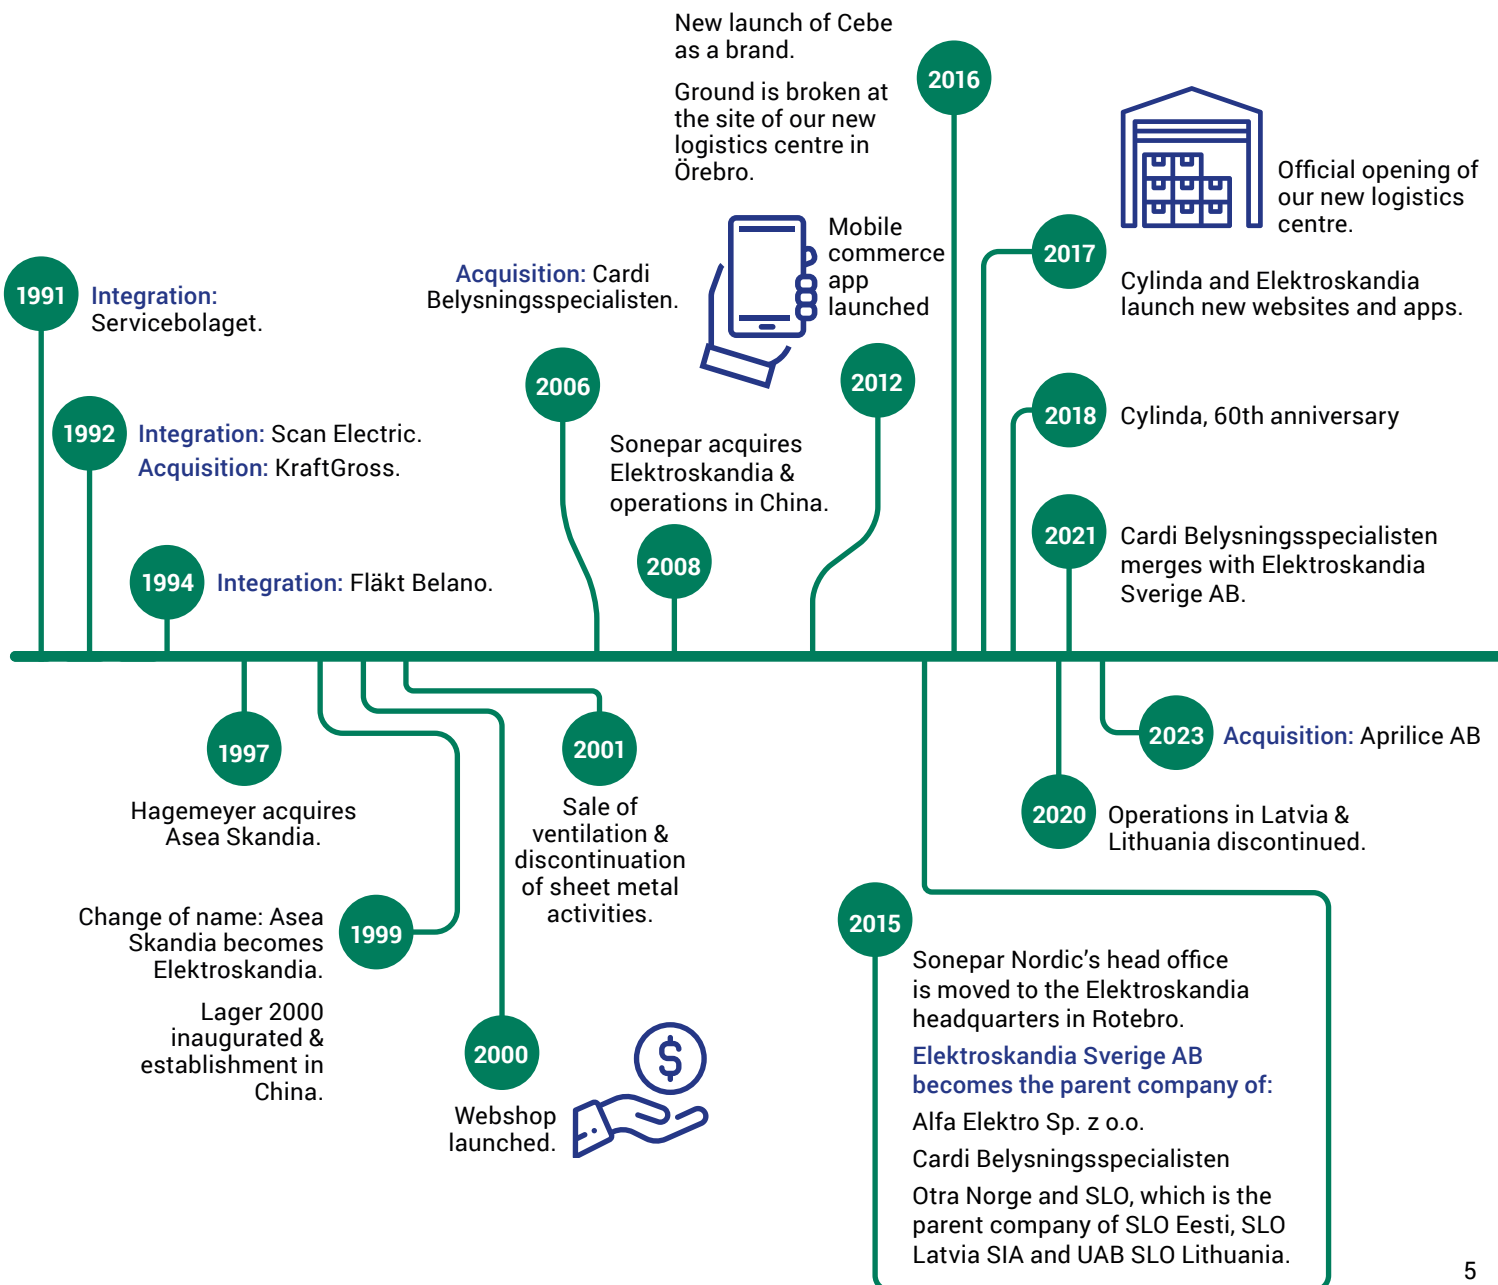 New launch of Cebe
as a brand.
Ground is broken at
the site of our new
logistics centre in
Örebro.
2016
Official opening of
our new logistics
centre.
2017
Cylinda and Elektroskandia
launch new websites and apps.
Mobile
commerce
app
launched
2012
Acquisition: Cardi
Belysningsspecialisten.
2006
1991
Integration:
Servicebolaget.
1992
Integration: Scan Electric.
Acquisition: KraftGross.
2018
Cylinda, 60th anniversary
Sonepar acquires
Elektroskandia &
operations in China.
2008
2021
Cardi Belysningsspecialisten
merges with Elektroskandia
Sverige AB.
1994
Integration: Fläkt Belano.
1997
Hagemeyer acquires
Asea Skandia.
2001
Sale of
ventilation &
discontinuation
of sheet metal
activities.
2023
Acquisition: Aprilice AB
2020
Operations in Latvia &
Lithuania discontinued.
Change of name: Asea
Skandia becomes
Elektroskandia.
1999
Lager 2000
inaugurated &
establishment in
China.
2000
$
Webshop
launched.
2015
Sonepar Nordic’s head office
is moved to the Elektroskandia
headquarters in Rotebro.
Elektroskandia Sverige AB
becomes the parent company of:
Alfa Elektro Sp. z o.o.
Cardi Belysningsspecialisten
Otra Norge and SLO, which is the
parent company of SLO Eesti, SLO
Latvia SIA and UAB SLO Lithuania.
5